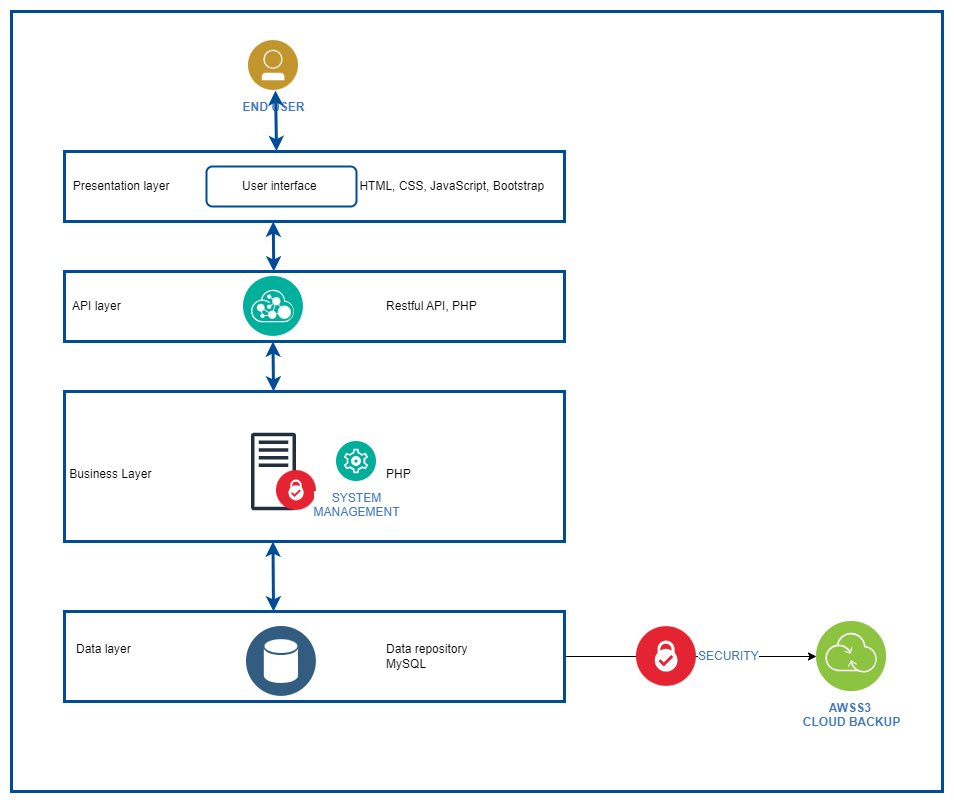 END USER
Presentation layer
User interface
HTML, CSS, JavaScript, Bootstrap
API layer
Restful API, PHP
Business Layer
PHP
SYSTEM
MANAGEMENT
Data layer
Data repository
MySQL
SECURITY
AWSS3
CLOUD BACKUP